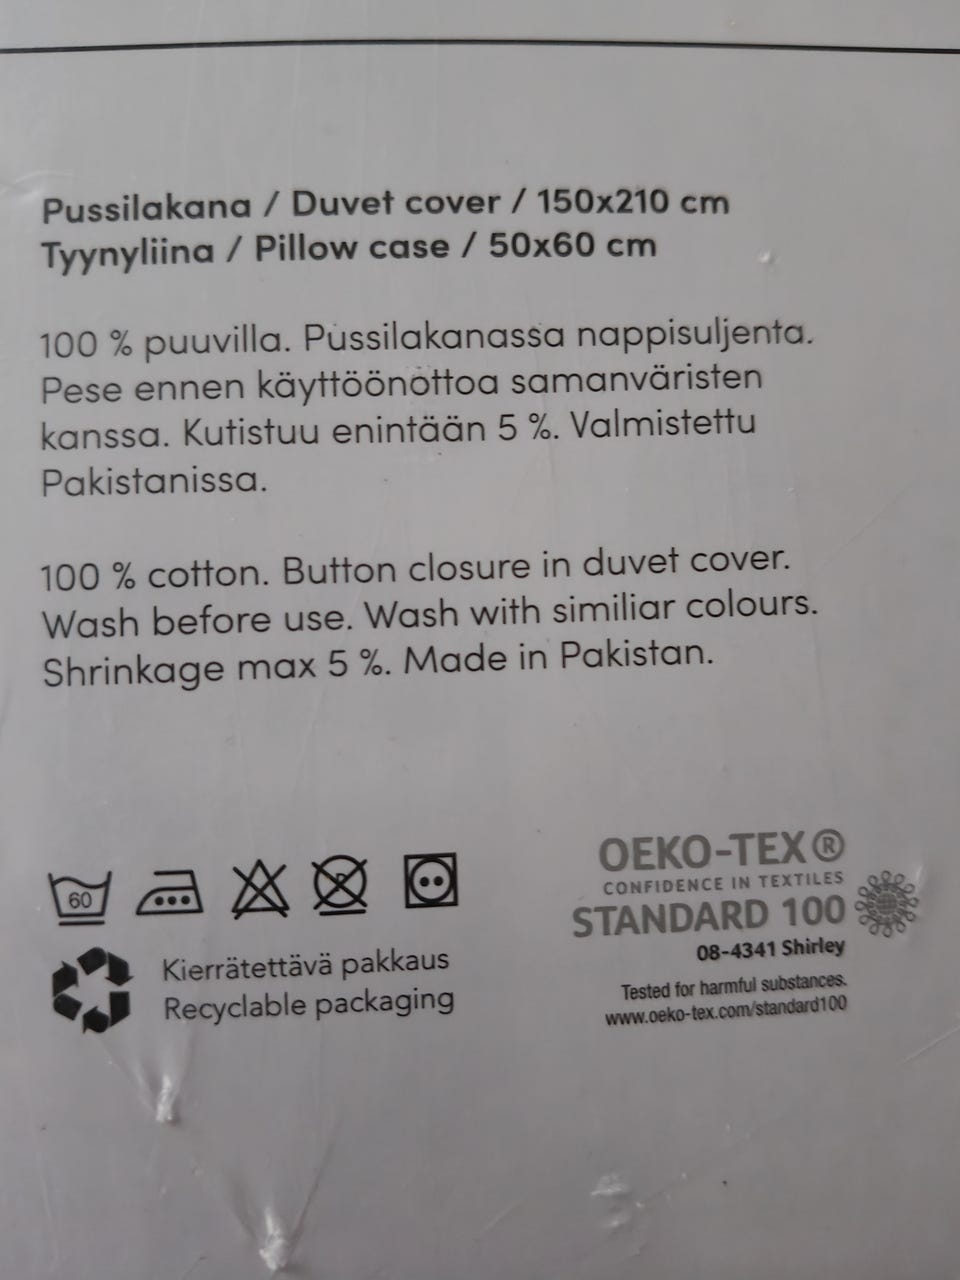 Pussilakana / Duvet cover / 150x210 cm
Tyynyliina / Pillow case / 50x60 cm
100 % puuvilla. Pussilakanassa nappisuljenta.
Pese ennen käyttöönottoa samanväristen
kanssa. Kutistuu enintään 5 %. Valmistettu
Pakistanissa.
100 % cotton. Button closure in duvet cover.
Wash before use. Wash with similiar colours.
Shrinkage max 5 %. Made in Pakistan.
60
P
Kierrätettävä pakkaus
Recyclable packaging
OEKO-TEX®
CONFIDENCE IN TEXTILES
STANDARD 100
08-4341 Shirley
Tested for harmful substances.
www.oeko-tex.com/standard100